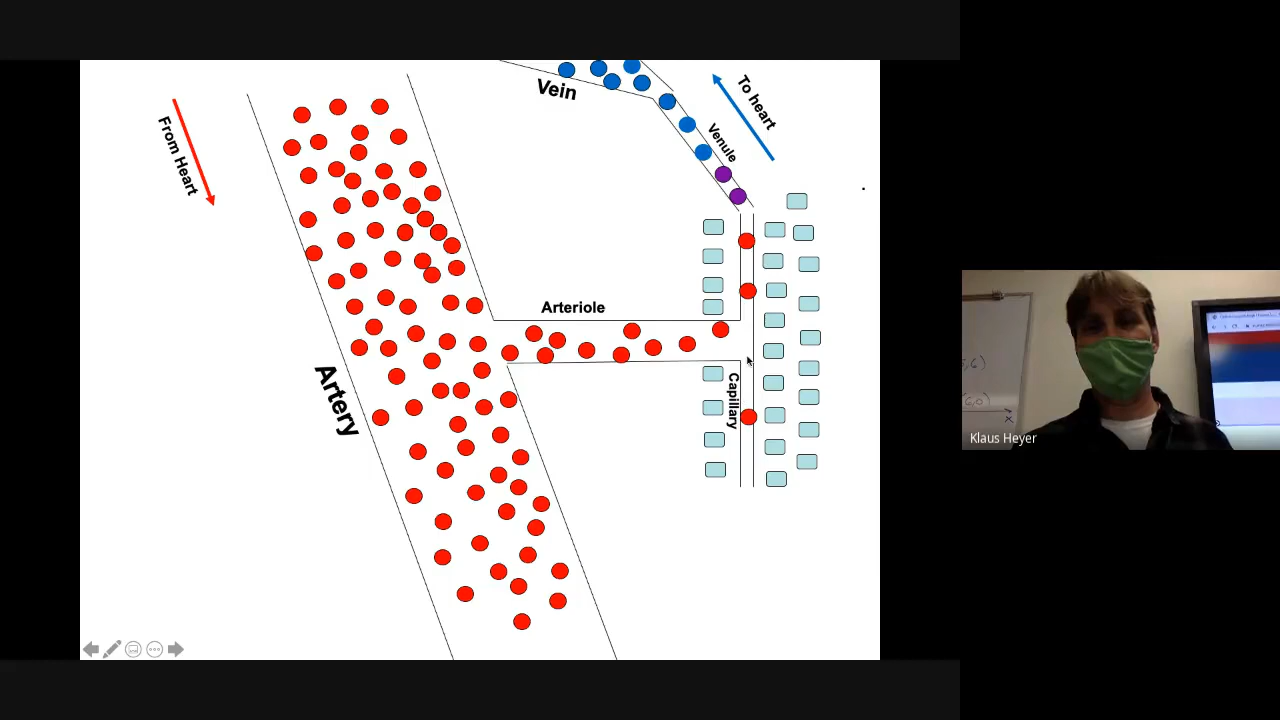 From Heart
Artery
Arteriole
Capillary
Vein
Venule
To heart
Klaus Heyer